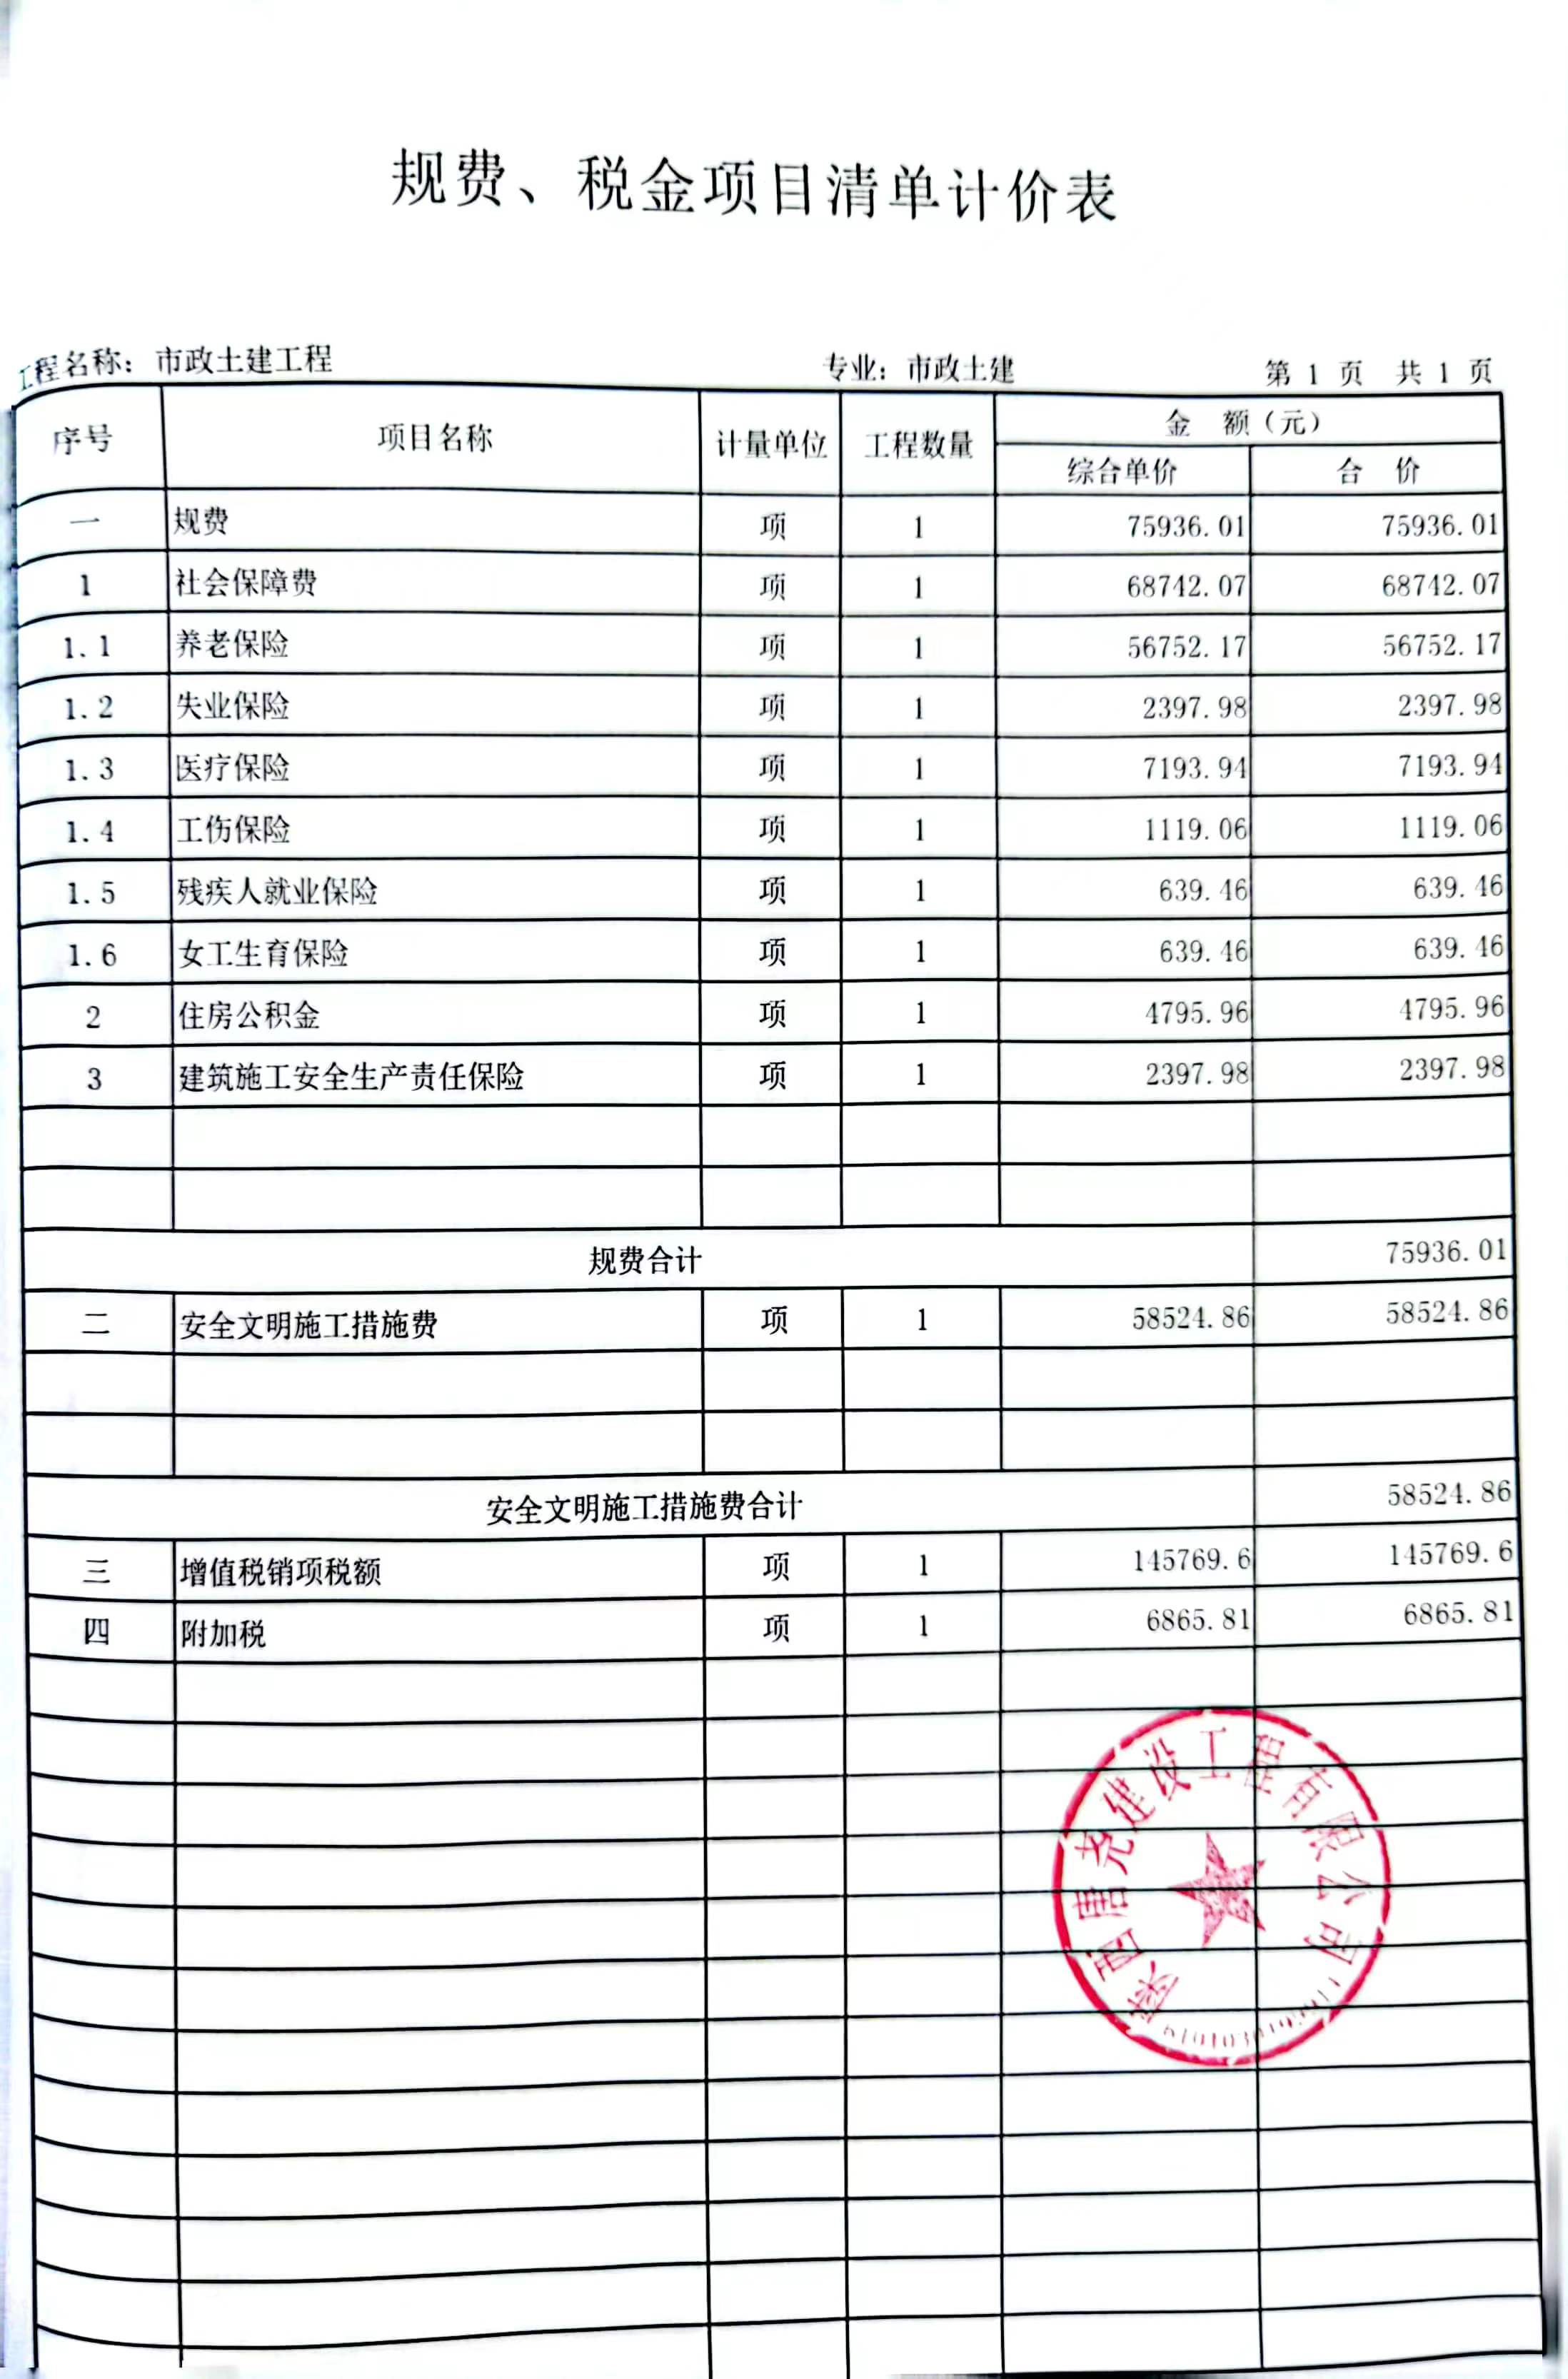 规费、税金项目清单计价表
工程名称：市政土建工程 专业：市政土建 第 1 页 共 1 页
序号 项目名称 计量单位 工程数量 金 额（元）
综合单价 合 价
一 规费 项 1 75936.01 75936.01
1 社会保障费 项 1 68742.07 68742.07
1.1 养老保险 项 1 56752.17 56752.17
1.2 失业保险 项 1 2397.98 2397.98
1.3 医疗保险 项 1 7193.94 7193.94
1.4 工伤保险 项 1 1119.06 1119.06
1.5 残疾人就业保险 项 1 639.46 639.46
1.6 女工生育保险 项 1 639.46 639.46
2 住房公积金 项 1 4795.96 4795.96
3 建筑施工安全生产责任保险 项 1 2397.98 2397.98
规费合计 75936.01
二 安全文明施工措施费 项 1 58524.86 58524.86
安全文明施工措施费合计 58524.86
三 增值税销项税额 项 1 145769.6 145769.6
四 附加税 项 1 6865.81 6865.81
陕西唐尧建设工程有限公司